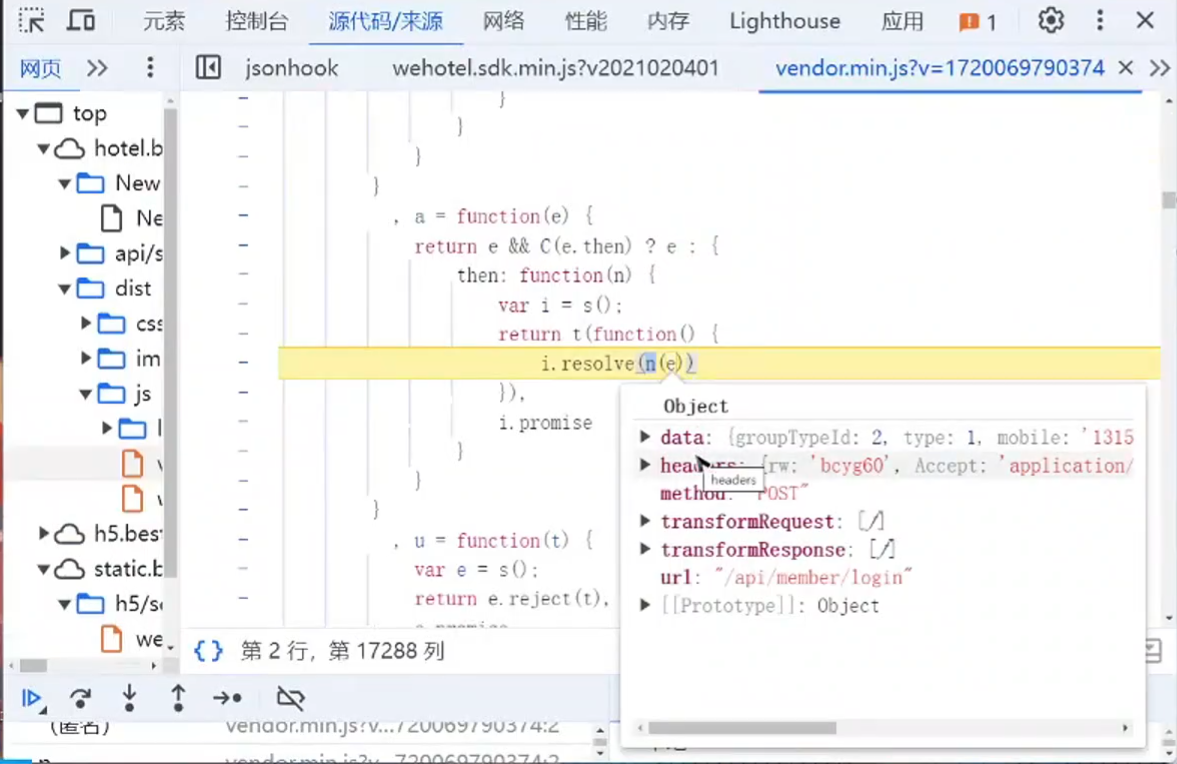 元素 控制台 源代码/来源 网络 性能 内存 Lighthouse 应用 1
网页 jsonhook wehotel.sdk.min.js?v2021020401 vendor.min.js?v=1720069790374
top
hotel.b
New
Ne
api/s
dist
css
im
js
l
v
v
h5.best
static.b
h5/se
we
}
}
}
}
, a = function(e) {
return e && C(e.then) ? e : {
then: function(n) {
var i = s();
return t(function() {
i.resolve(n(e))
}),
i.promise
}
}
}
, u = function(t) {
var e = s();
return e.reject(t),
e.promise
Object
data: {groupTypeId: 2, type: 1, mobile: '1315
headers: {rw: 'bcyg60', Accept: 'application/
headers
method: "POST"
transformRequest: [ƒ]
transformResponse: [ƒ]
url: "/api/member/login"
[[Prototype]]: Object
{} 第 2 行，第 17288 列
(匿名) vendor.min.js?v…720069790374:2
n vendor.min.js?v…720069790374:2